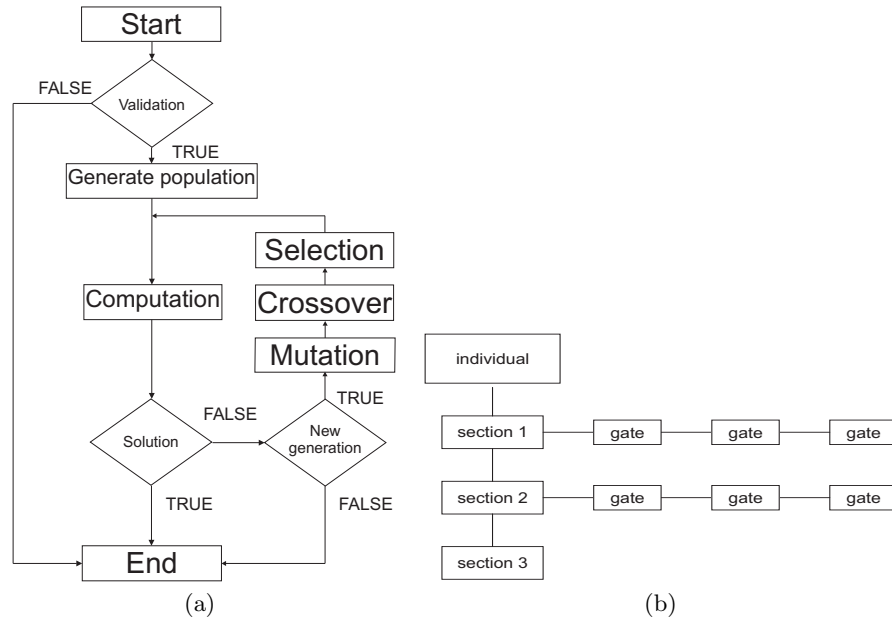 Start
FALSE
Validation
TRUE
Generate population
Selection
Computation
Crossover
Mutation
TRUE
FALSE
Solution
New
generation
TRUE
FALSE
End
(a)
individual
section 1 gate gate gate
section 2 gate gate gate
section 3
(b)